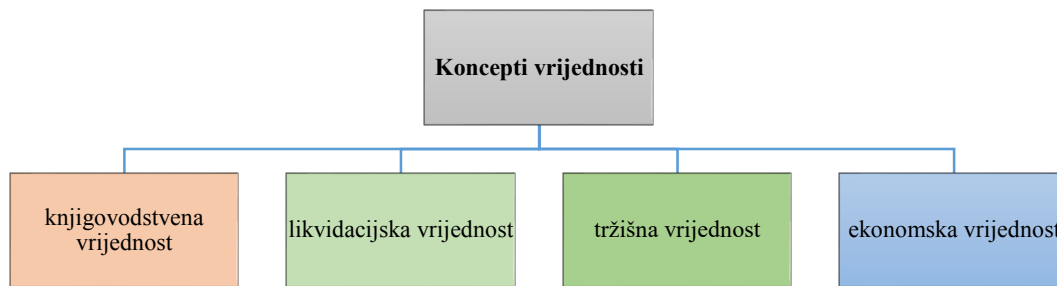 Koncepti vrijednosti
knjigovodstvena
vrijednost
likvidacijska vrijednost
tržišna vrijednost
ekonomska vrijednost